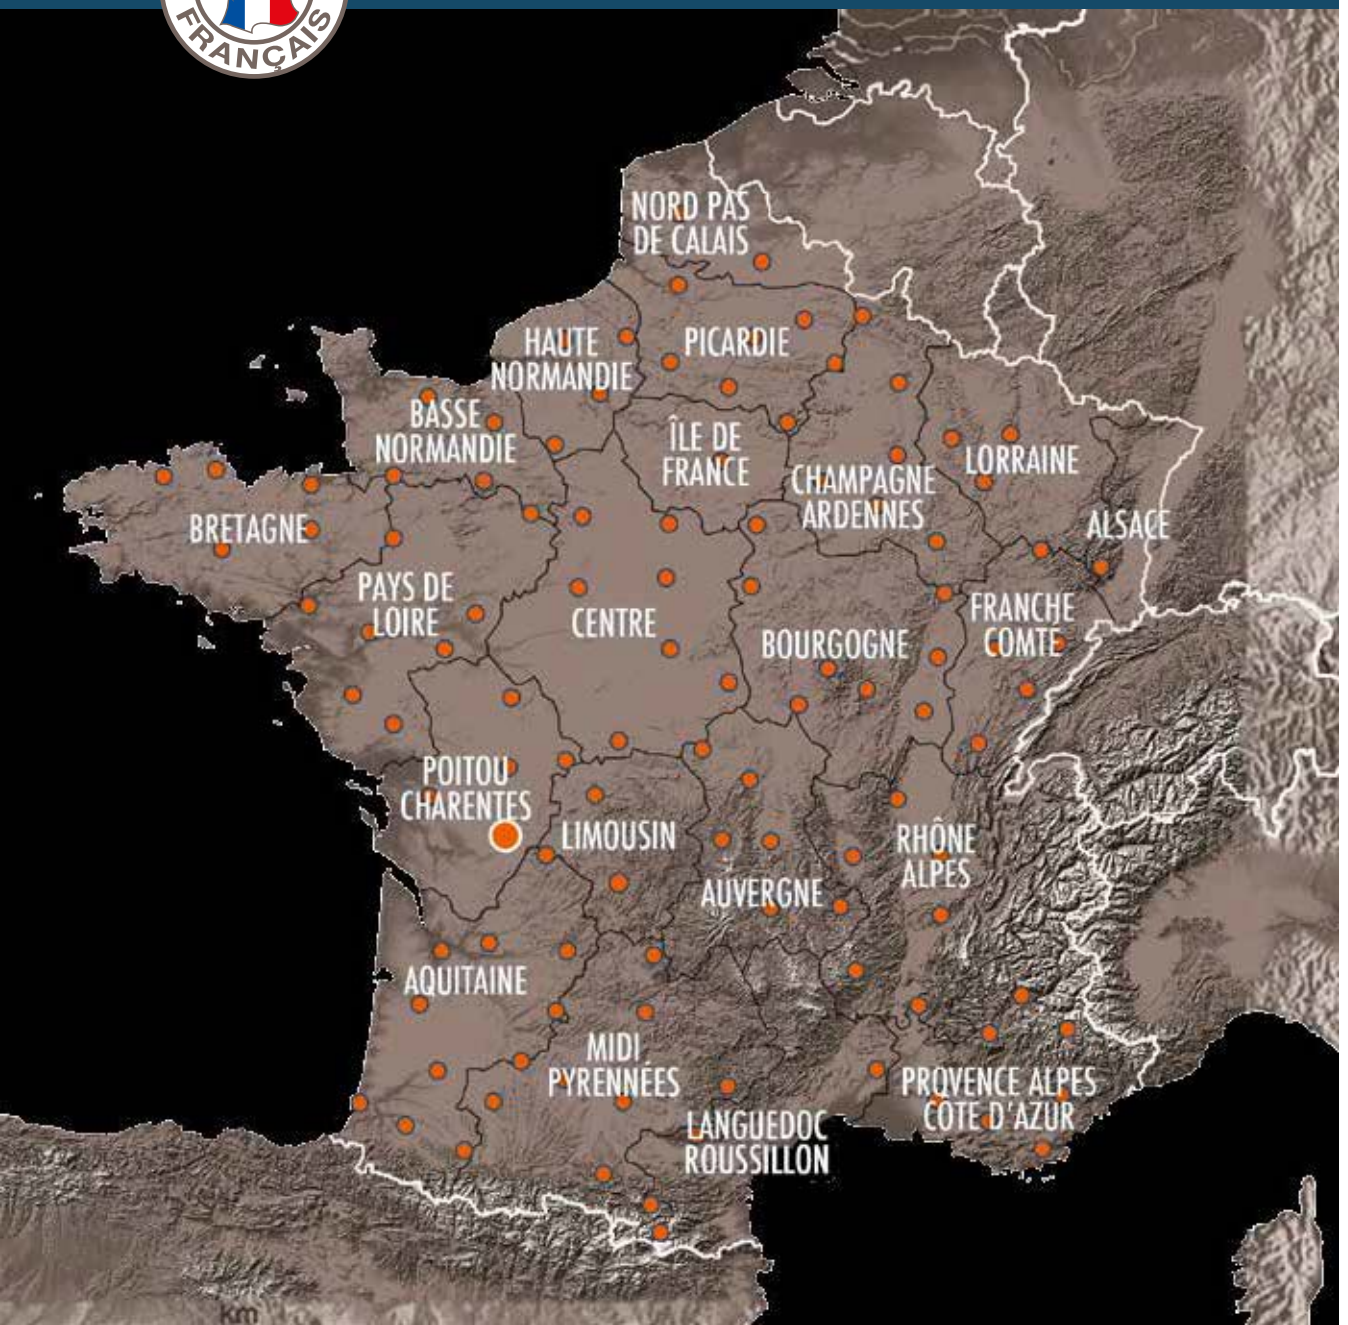 FRANÇAIS
NORD PAS
DE CALAIS
HAUTE
NORMANDIE
PICARDIE
BASSE
NORMANDIE
ÎLE DE
FRANCE
CHAMPAGNE
ARDENNES
LORRAINE
ALSACE
BRETAGNE
PAYS DE
LOIRE
CENTRE
BOURGOGNE
FRANCHE
COMTÉ
POITOU
CHARENTES
LIMOUSIN
AUVERGNE
RHÔNE
ALPES
AQUITAINE
MIDI
PYRENNÉES
LANGUEDOC
ROUSSILLON
PROVENCE ALPES
CÔTE D'AZUR
km